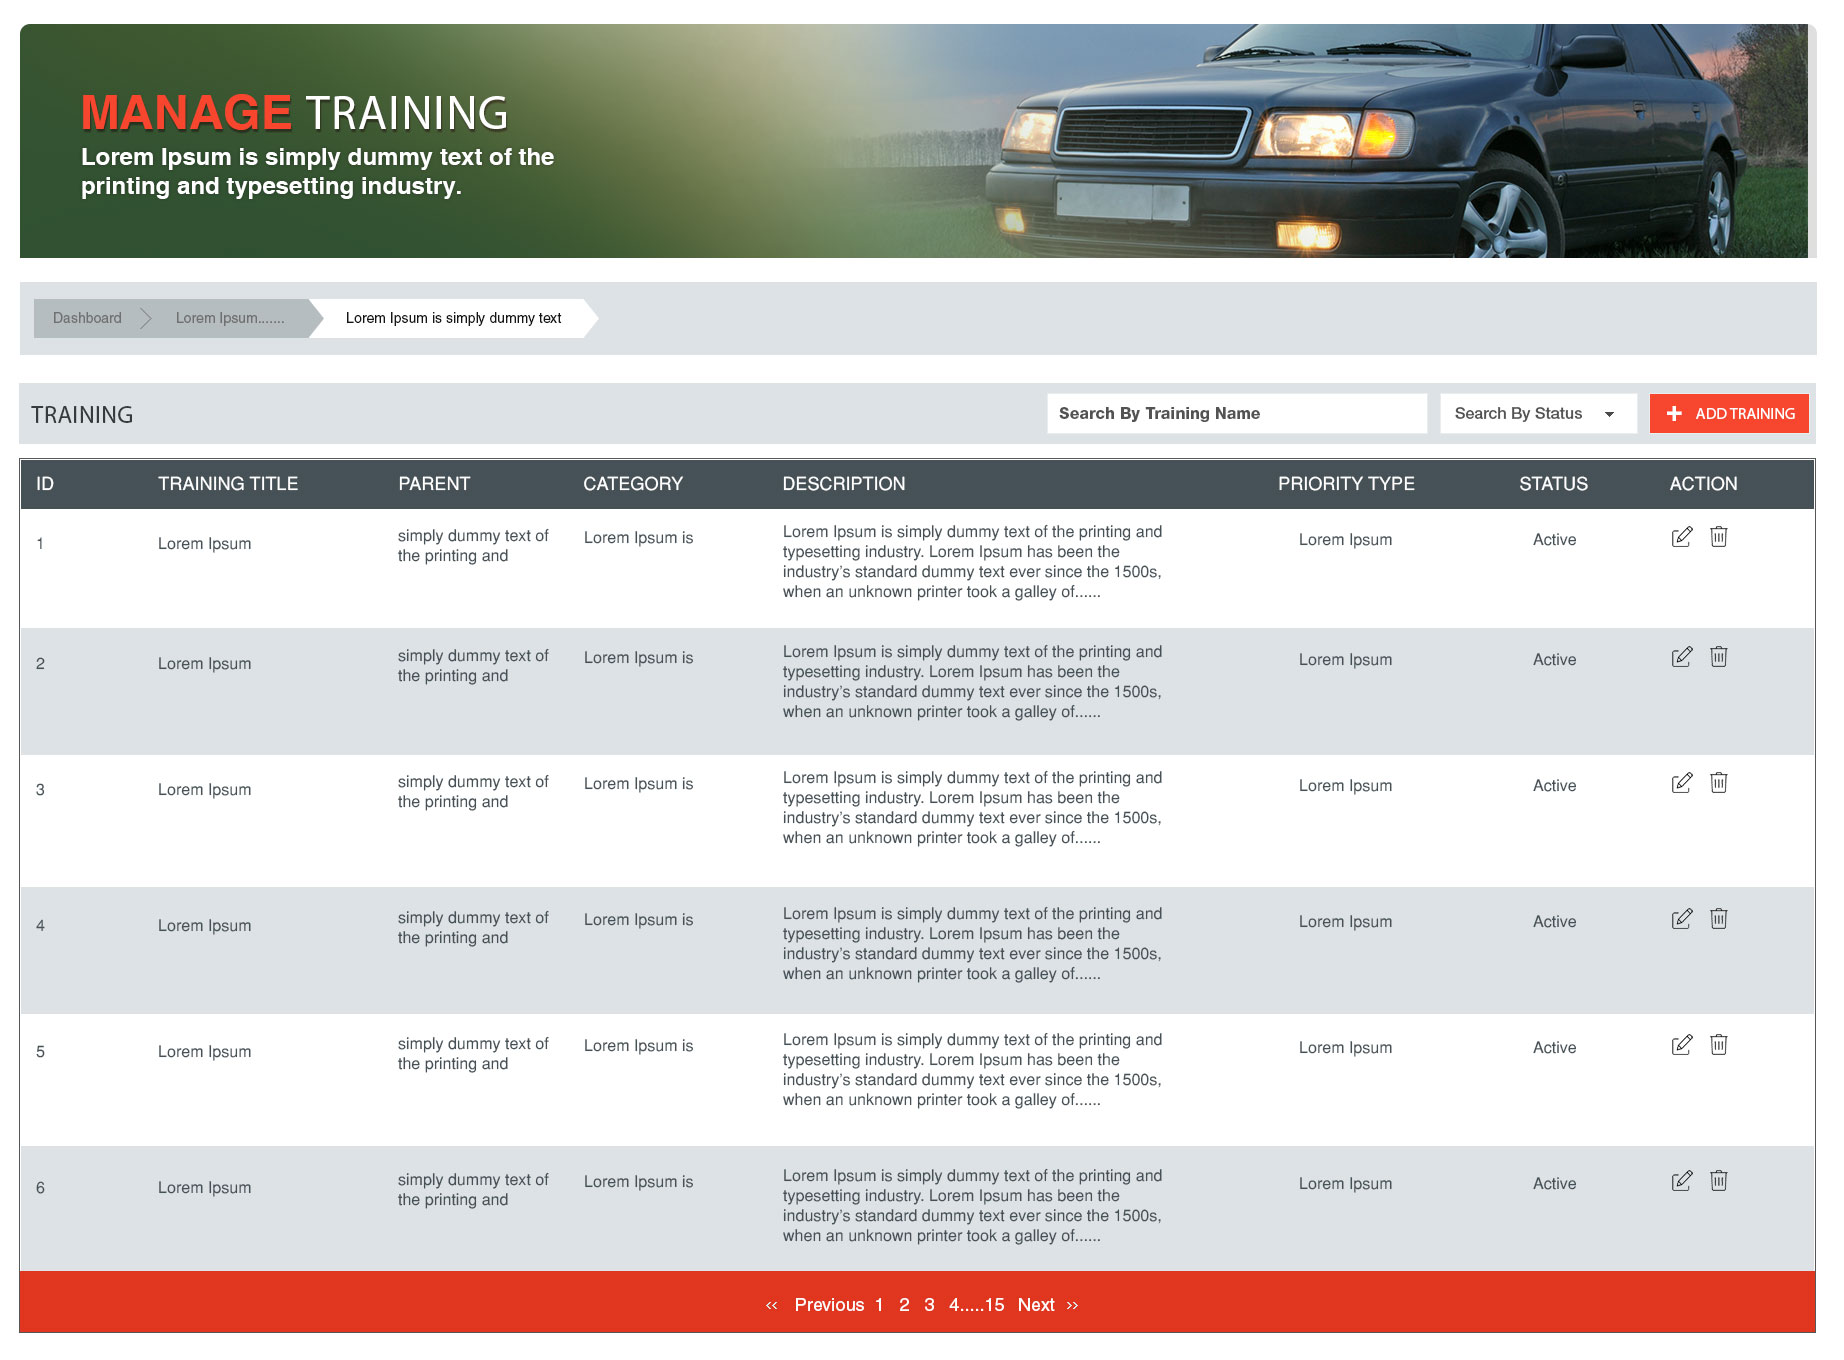 MANAGE TRAINING
Lorem Ipsum is simply dummy text of the
printing and typesetting industry.
Dashboard Lorem Ipsum....... Lorem Ipsum is simply dummy text
TRAINING Search By Training Name Search By Status ADD TRAINING
ID TRAINING TITLE PARENT CATEGORY DESCRIPTION PRIORITY TYPE STATUS ACTION
1
Lorem Ipsum
simply dummy text of
the printing and
Lorem Ipsum is
Lorem Ipsum is simply dummy text of the printing and
typesetting industry. Lorem Ipsum has been the
industry’s standard dummy text ever since the 1500s,
when an unknown printer took a galley of......
Lorem Ipsum
Active
2
Lorem Ipsum
simply dummy text of
the printing and
Lorem Ipsum is
Lorem Ipsum is simply dummy text of the printing and
typesetting industry. Lorem Ipsum has been the
industry’s standard dummy text ever since the 1500s,
when an unknown printer took a galley of......
Lorem Ipsum
Active
3
Lorem Ipsum
simply dummy text of
the printing and
Lorem Ipsum is
Lorem Ipsum is simply dummy text of the printing and
typesetting industry. Lorem Ipsum has been the
industry’s standard dummy text ever since the 1500s,
when an unknown printer took a galley of......
Lorem Ipsum
Active
4
Lorem Ipsum
simply dummy text of
the printing and
Lorem Ipsum is
Lorem Ipsum is simply dummy text of the printing and
typesetting industry. Lorem Ipsum has been the
industry’s standard dummy text ever since the 1500s,
when an unknown printer took a galley of......
Lorem Ipsum
Active
5
Lorem Ipsum
simply dummy text of
the printing and
Lorem Ipsum is
Lorem Ipsum is simply dummy text of the printing and
typesetting industry. Lorem Ipsum has been the
industry’s standard dummy text ever since the 1500s,
when an unknown printer took a galley of......
Lorem Ipsum
Active
6
Lorem Ipsum
simply dummy text of
the printing and
Lorem Ipsum is
Lorem Ipsum is simply dummy text of the printing and
typesetting industry. Lorem Ipsum has been the
industry’s standard dummy text ever since the 1500s,
when an unknown printer took a galley of......
Lorem Ipsum
Active
‹‹ Previous 1 2 3 4.....15 Next ››